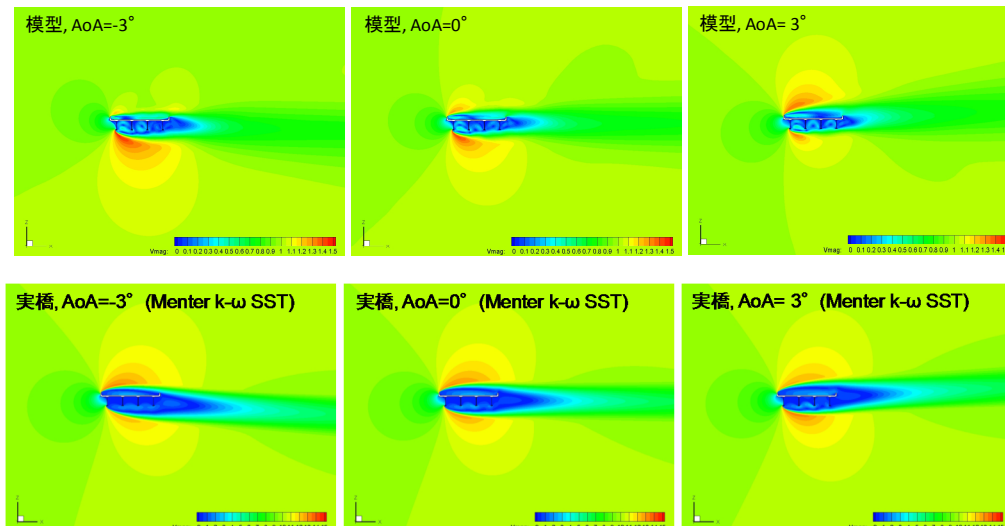 模型, AoA=-3°
模型, AoA=0°
模型, AoA= 3°
Z
X
Vmag: 0 0.1 0.2 0.3 0.4 0.5 0.6 0.7 0.8 0.9 1 1.1 1.2 1.3 1.4 1.5
Z
X
Vmag: 0 0.1 0.2 0.3 0.4 0.5 0.6 0.7 0.8 0.9 1 1.1 1.2 1.3 1.4 1.5
Z
Vmag: 0 0.1 0.2 0.3 0.4 0.5 0.6 0.7 0.8 0.9 1 1.1 1.2 1.3 1.4 1
実橋, AoA=-3° (Menter k-ω SST)
実橋, AoA=0° (Menter k-ω SST)
実橋, AoA= 3° (Menter k-ω SST)